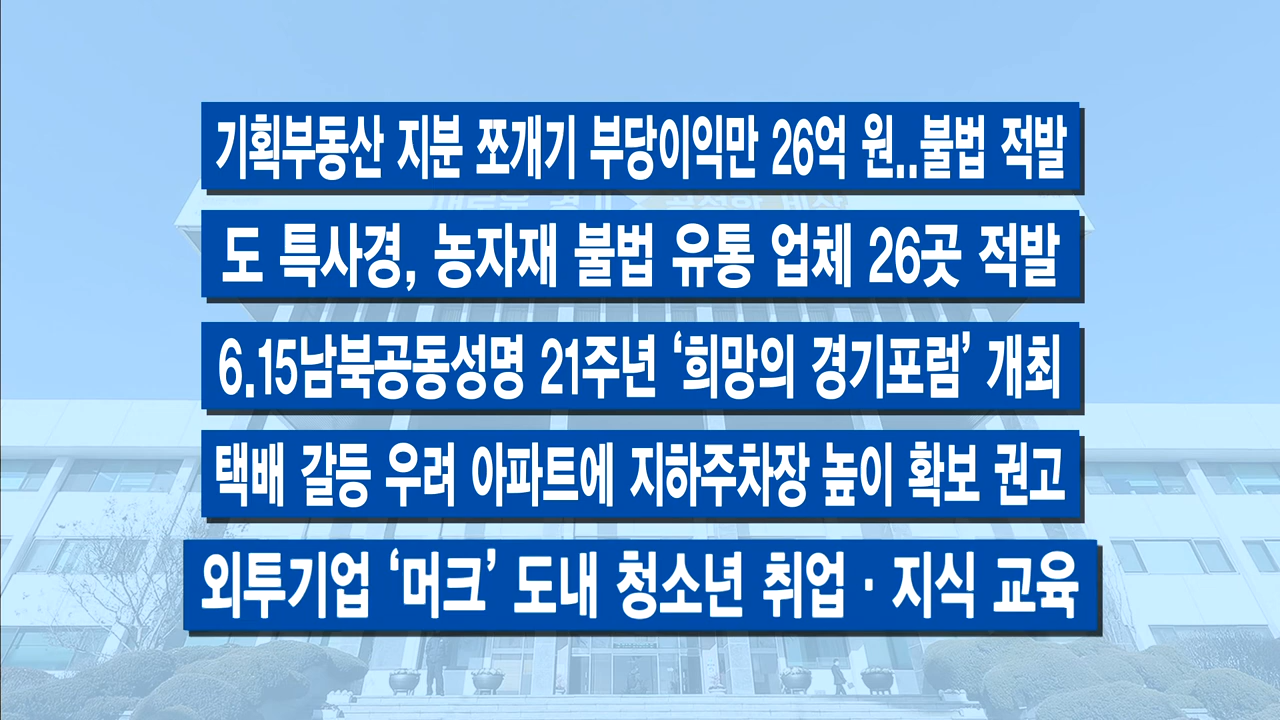 기획부동산 지분 쪼개기 부당이익만 26억 원..불법 적발
도 특사경, 농자재 불법 유통 업체 26곳 적발
6.15남북공동성명 21주년 ‘희망의 경기포럼’ 개최
택배 갈등 우려 아파트에 지하주차장 높이 확보 권고
외투기업 ‘머크’ 도내 청소년 취업·지식 교육